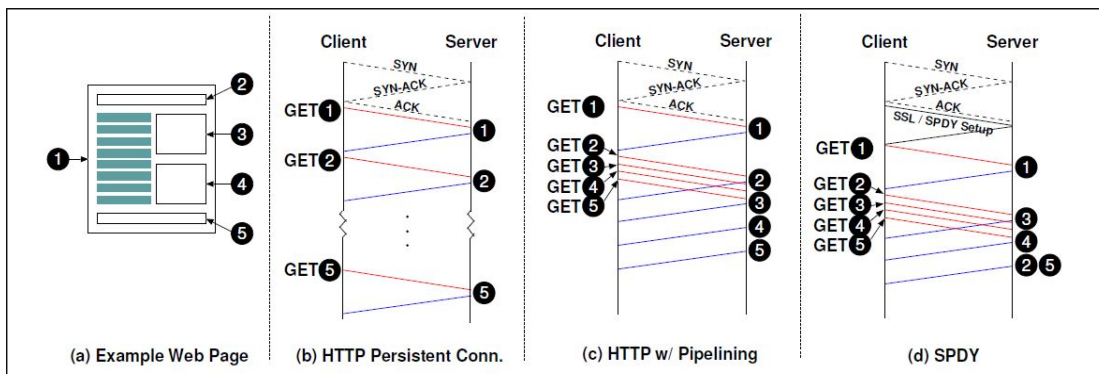 1
2
3
4
5
(a) Example Web Page
Client Server
SYN
SYN-ACK
ACK
GET 1
1
GET 2
2
GET 5
5
(b) HTTP Persistent Conn.
Client Server
SYN
SYN-ACK
ACK
GET 1
1
GET 2
GET 3
GET 4
GET 5
2
3
4
5
(c) HTTP w/ Pipelining
Client Server
SYN
SYN-ACK
ACK
SSL / SPDY Setup
GET 1
1
GET 2
GET 3
GET 4
GET 5
3
4
2 5
(d) SPDY